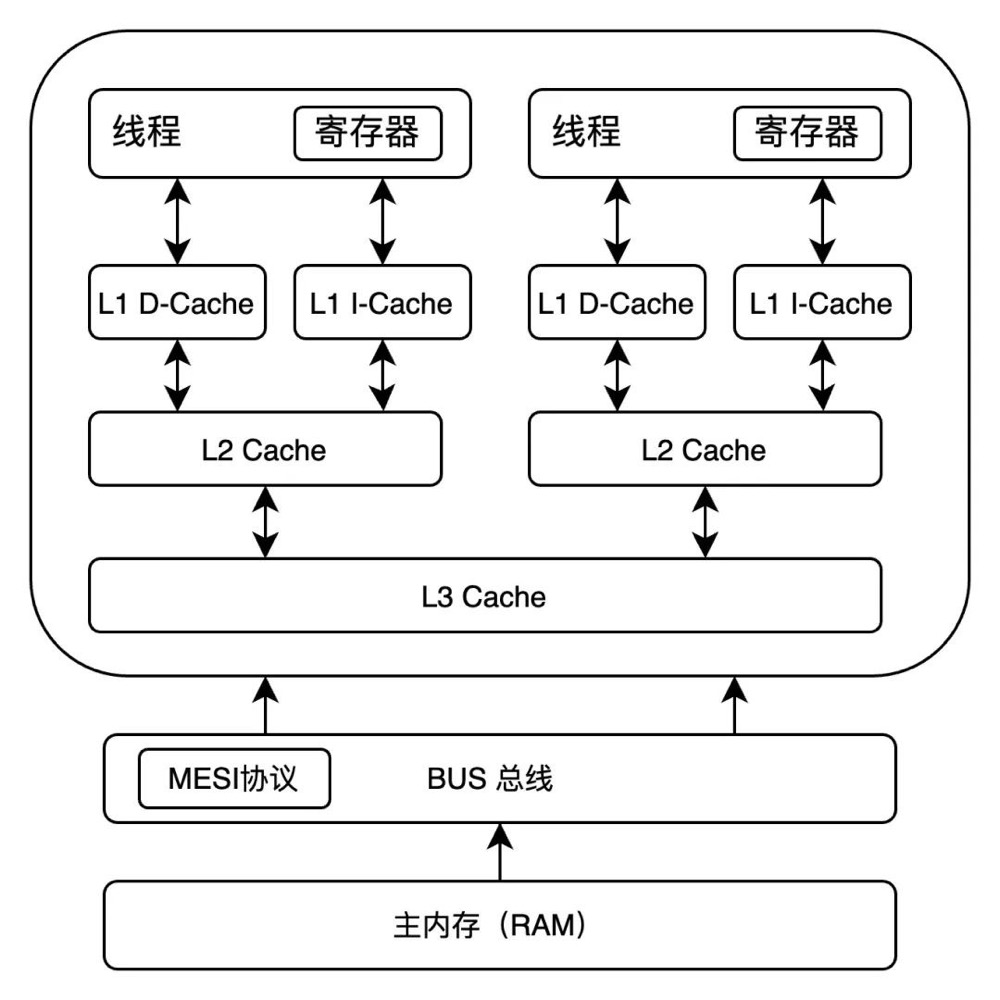 线程
寄存器
线程
寄存器
L1 D-Cache
L1 I-Cache
L1 D-Cache
L1 I-Cache
L2 Cache
L2 Cache
L3 Cache
MESI协议
BUS 总线
主内存（RAM）